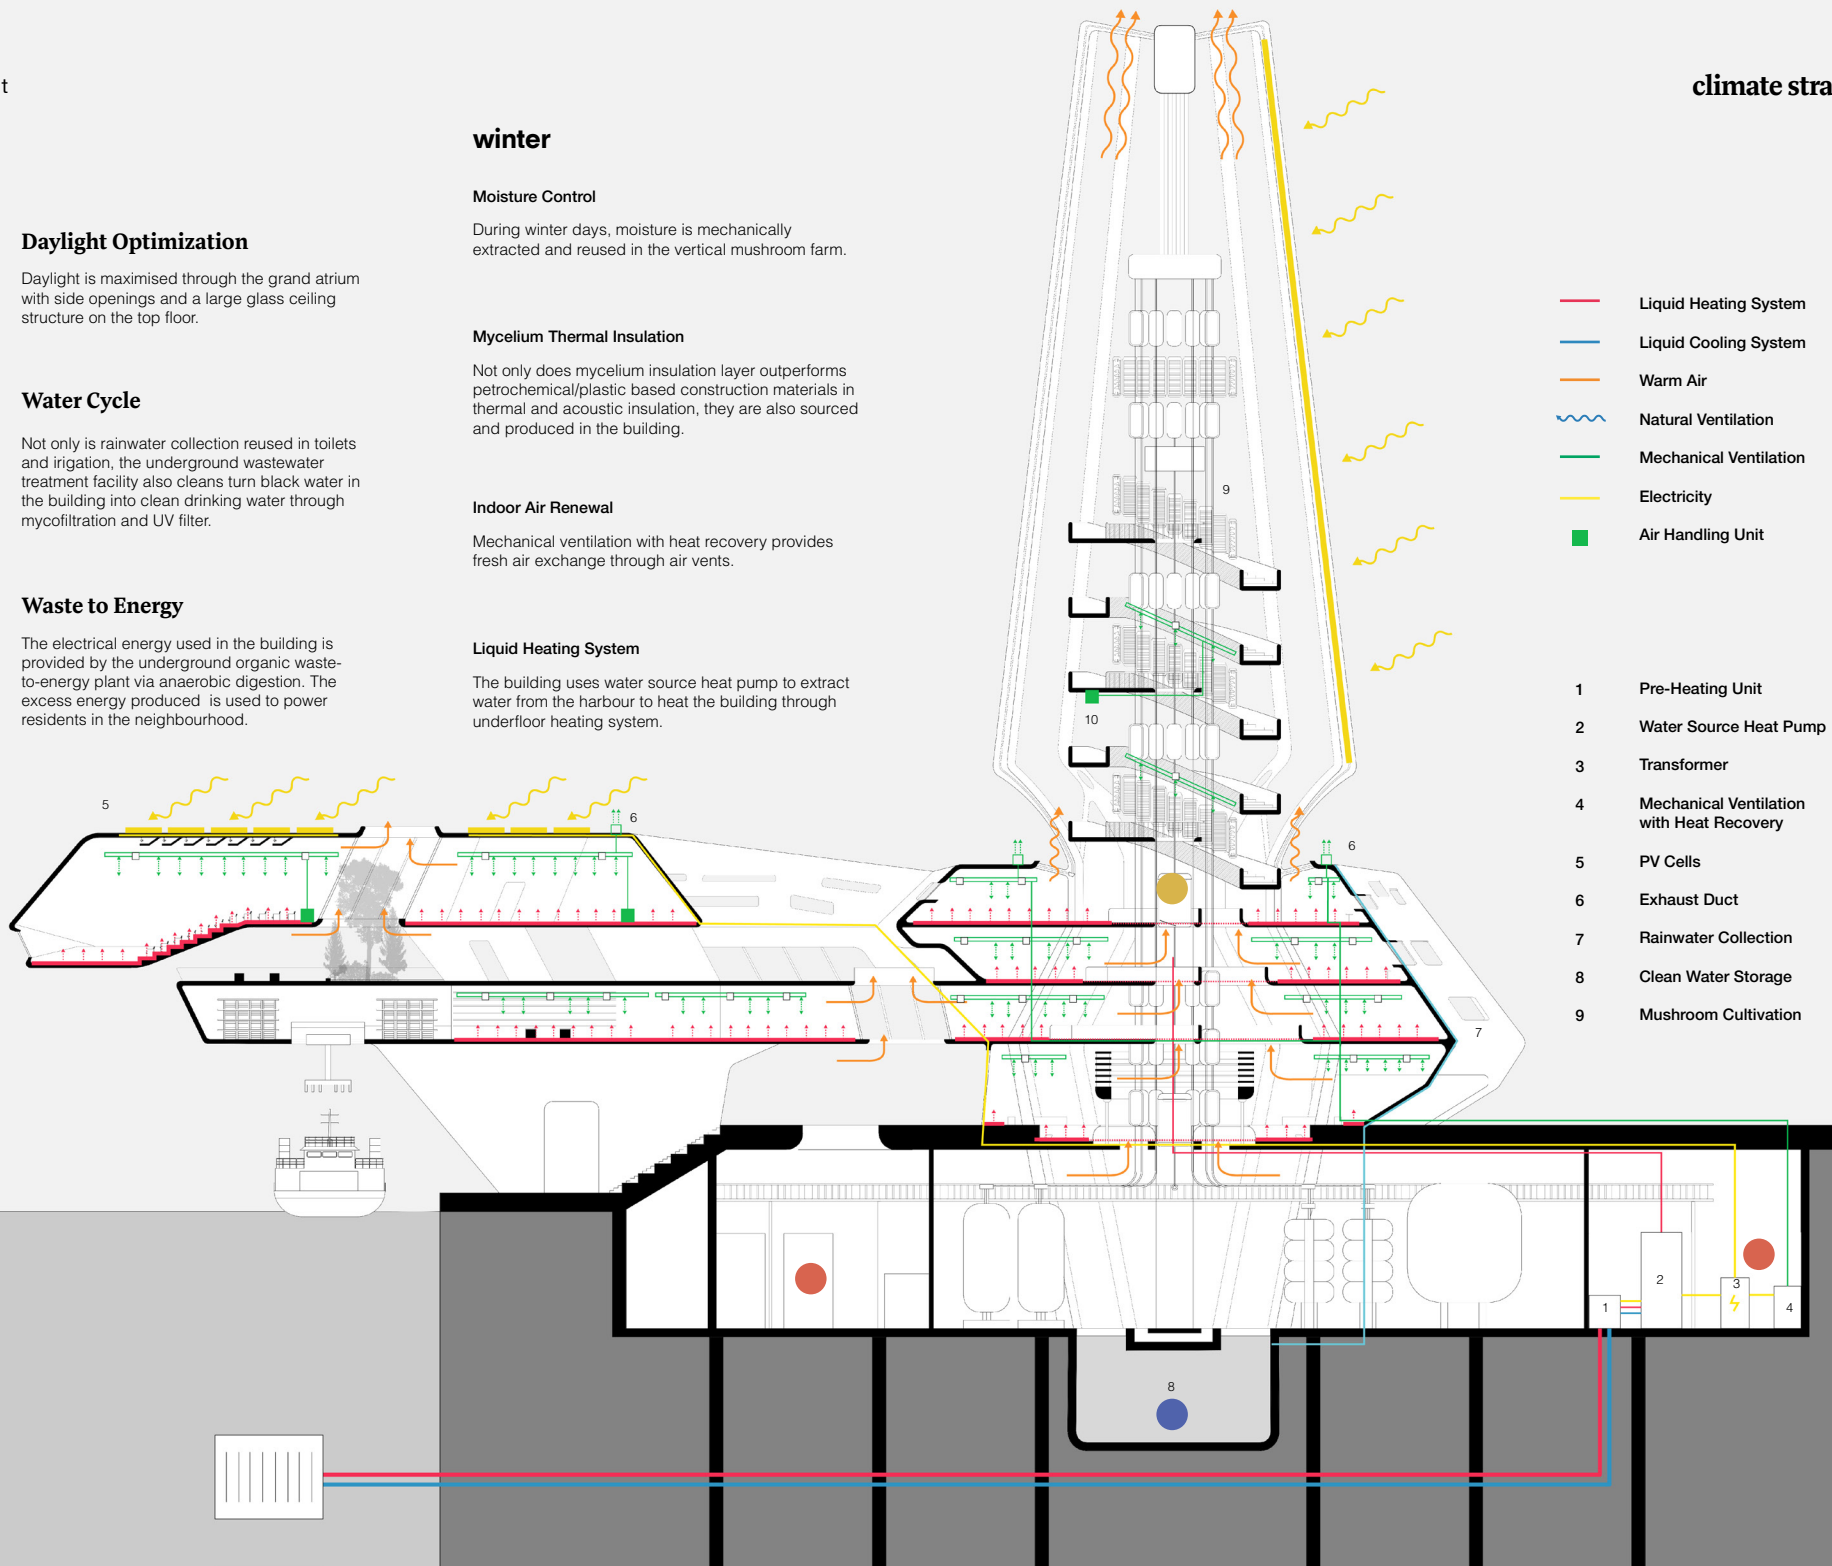 t
climate stra
Daylight Optimization
Daylight is maximised through the grand atrium
with side openings and a large glass ceiling
structure on the top floor.
Water Cycle
Not only is rainwater collection reused in toilets
and irigation, the underground wastewater
treatment facility also cleans turn black water in
the building into clean drinking water through
mycofiltration and UV filter.
Waste to Energy
The electrical energy used in the building is
provided by the underground organic waste-
to-energy plant via anaerobic digestion. The
excess energy produced  is used to power
residents in the neighbourhood.
winter
Moisture Control
During winter days, moisture is mechanically
extracted and reused in the vertical mushroom farm.
Mycelium Thermal Insulation
Not only does mycelium insulation layer outperforms
petrochemical/plastic based construction materials in
thermal and acoustic insulation, they are also sourced
and produced in the building.
Indoor Air Renewal
Mechanical ventilation with heat recovery provides
fresh air exchange through air vents.
Liquid Heating System
The building uses water source heat pump to extract
water from the harbour to heat the building through
underfloor heating system.
Liquid Heating System
Liquid Cooling System
Warm Air
Natural Ventilation
Mechanical Ventilation
Electricity
Air Handling Unit
1 Pre-Heating Unit
2 Water Source Heat Pump
3 Transformer
4 Mechanical Ventilation
with Heat Recovery
5 PV Cells
6 Exhaust Duct
7 Rainwater Collection
8 Clean Water Storage
9 Mushroom Cultivation
9
10
5
6
6
7
2
3
1
4
8